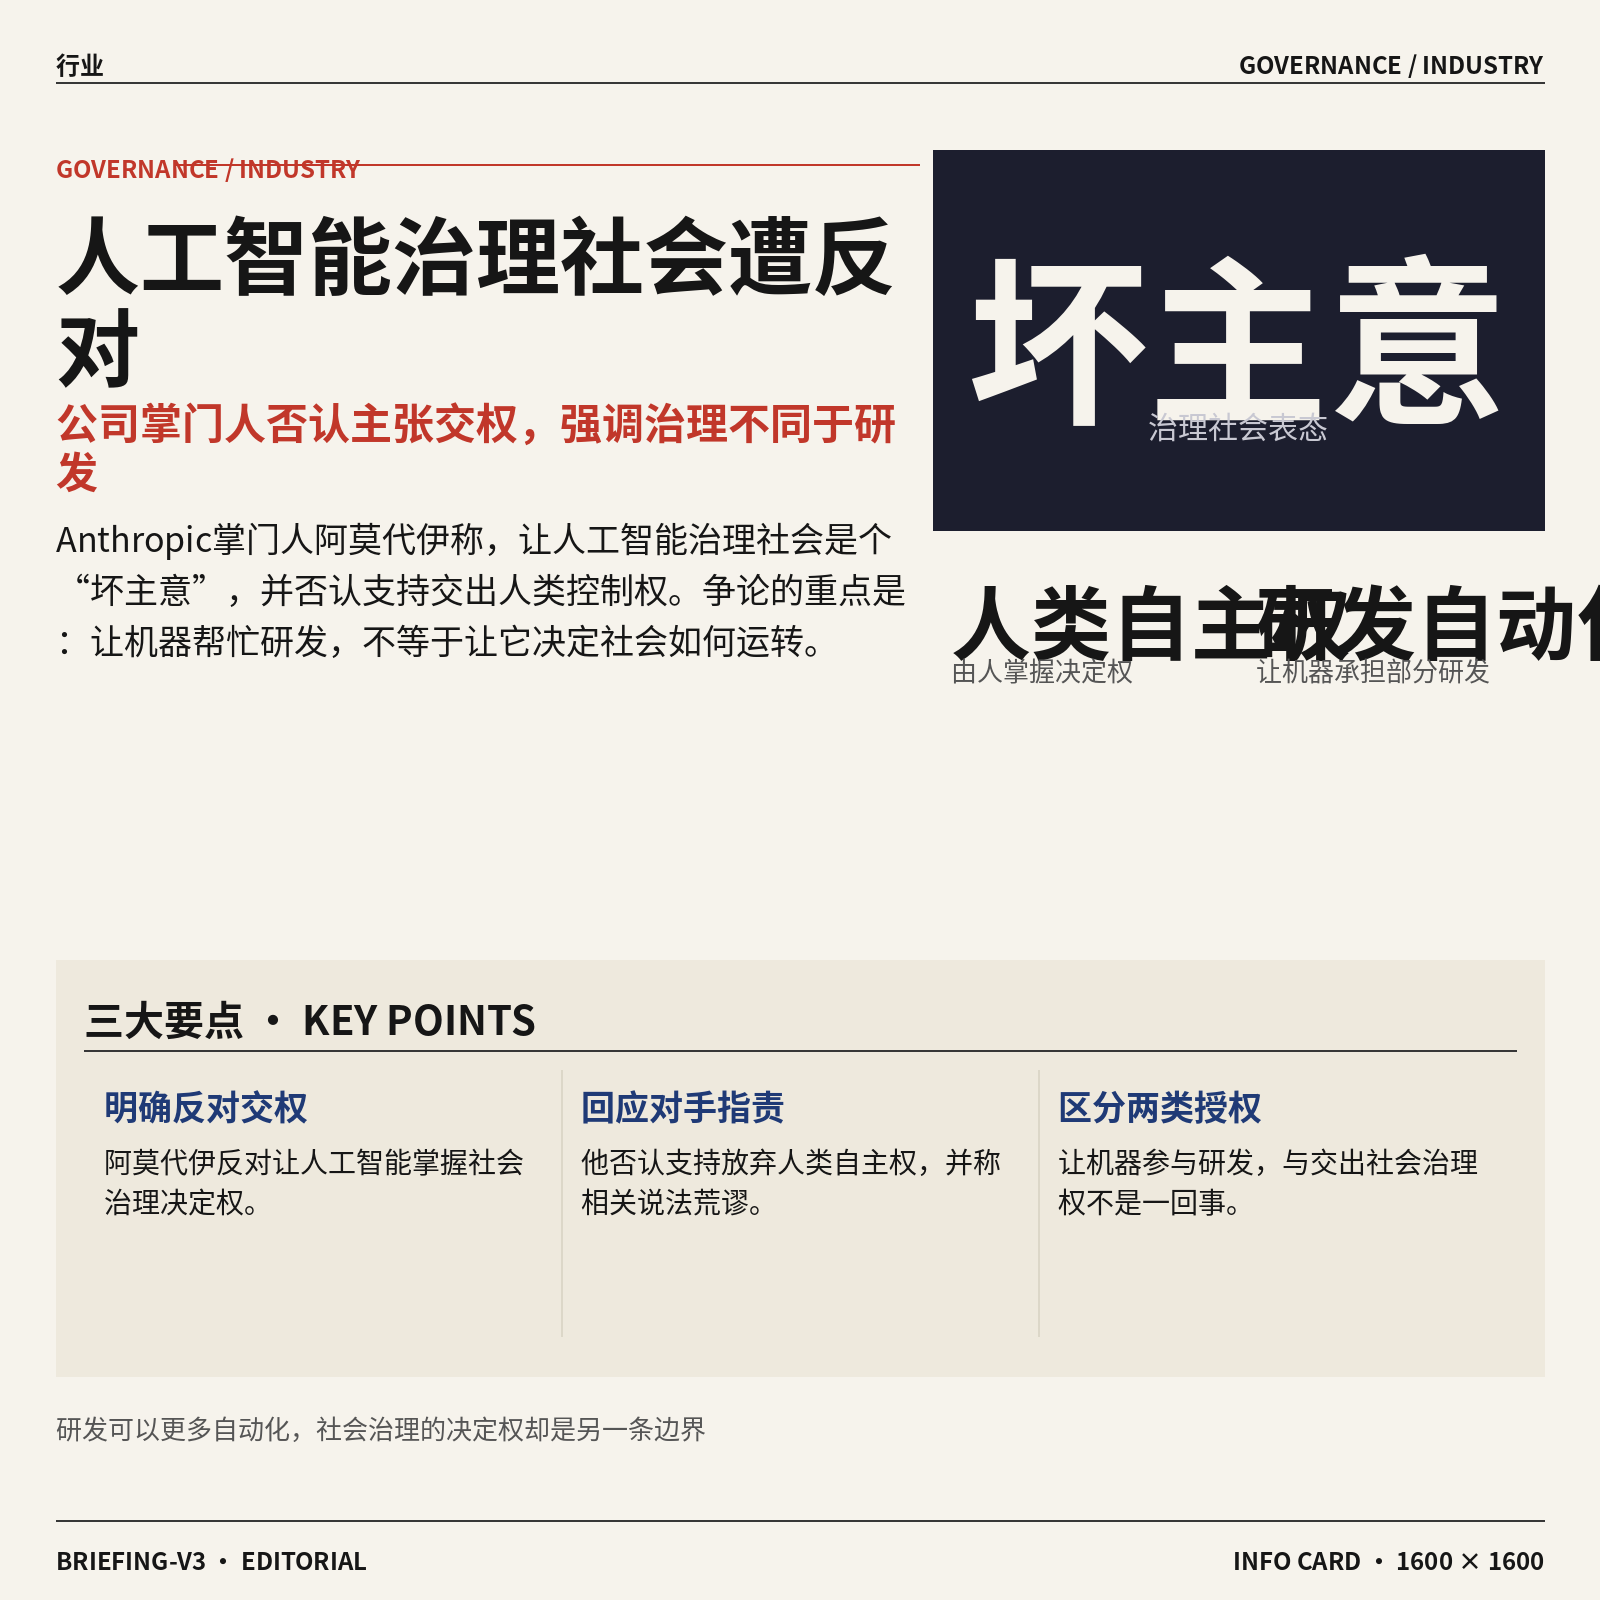 行业
GOVERNANCE / INDUSTRY
GOVERNANCE / INDUSTRY
人工智能治理社会遭反
对
公司掌门人否认主张交权，强调治理不同于研
发
Anthropic掌门人阿莫代伊称，让人工智能治理社会是个
“坏主意”，并否认支持交出人类控制权。争论的重点是
：让机器帮忙研发，不等于让它决定社会如何运转。
坏主意
治理社会表态
人类自主权
由人掌握决定权
研发自动化
让机器承担部分研发
三大要点 · KEY POINTS
明确反对交权
阿莫代伊反对让人工智能掌握社会
治理决定权。
回应对手指责
他否认支持放弃人类自主权，并称
相关说法荒谬。
区分两类授权
让机器参与研发，与交出社会治理
权不是一回事。
研发可以更多自动化，社会治理的决定权却是另一条边界
BRIEFING-V3 · EDITORIAL
INFO CARD · 1600 × 1600